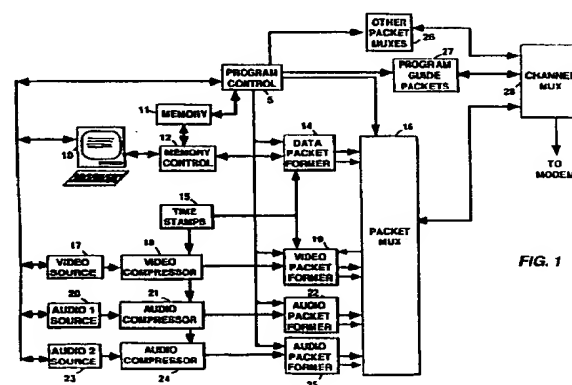 OTHER
PACKET
MUXES
26
27
PROGRAM
GUIDE
PACKETS
CHANNEL
MUX
28
TO
MODEM
PROGRAM
CONTROL
5
11
MEMORY
12
MEMORY
CONTROL
10
14
DATA
PACKET
FORMER
16
PACKET
MUX
15
TIME
STAMPS
17
VIDEO
SOURCE
18
VIDEO
COMPRESSOR
19
VIDEO
PACKET
FORMER
20
AUDIO 1
SOURCE
21
AUDIO
COMPRESSOR
22
AUDIO
PACKET
FORMER
AUDIO 2
SOURCE
23
AUDIO
COMPRESSOR
24
AUDIO
PACKET
FORMER
25
FIG. 1